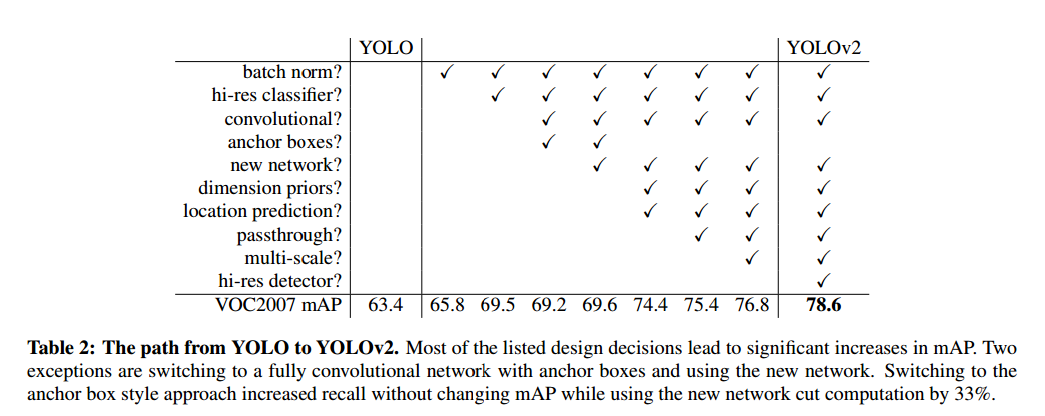 YOLO YOLOv2
batch norm? ✓ ✓ ✓ ✓ ✓ ✓ ✓ ✓
hi-res classifier? ✓ ✓ ✓ ✓ ✓ ✓ ✓
convolutional? ✓ ✓ ✓ ✓ ✓ ✓
anchor boxes? ✓ ✓
new network? ✓ ✓ ✓ ✓ ✓
dimension priors? ✓ ✓ ✓ ✓
location prediction? ✓ ✓ ✓ ✓
passthrough? ✓ ✓ ✓
multi-scale? ✓ ✓
hi-res detector? ✓
VOC2007 mAP 63.4 65.8 69.5 69.2 69.6 74.4 75.4 76.8 78.6
Table 2: The path from YOLO to YOLOv2. Most of the listed design decisions lead to significant increases in mAP. Two
exceptions are switching to a fully convolutional network with anchor boxes and using the new network. Switching to the
anchor box style approach increased recall without changing mAP while using the new network cut computation by 33%.